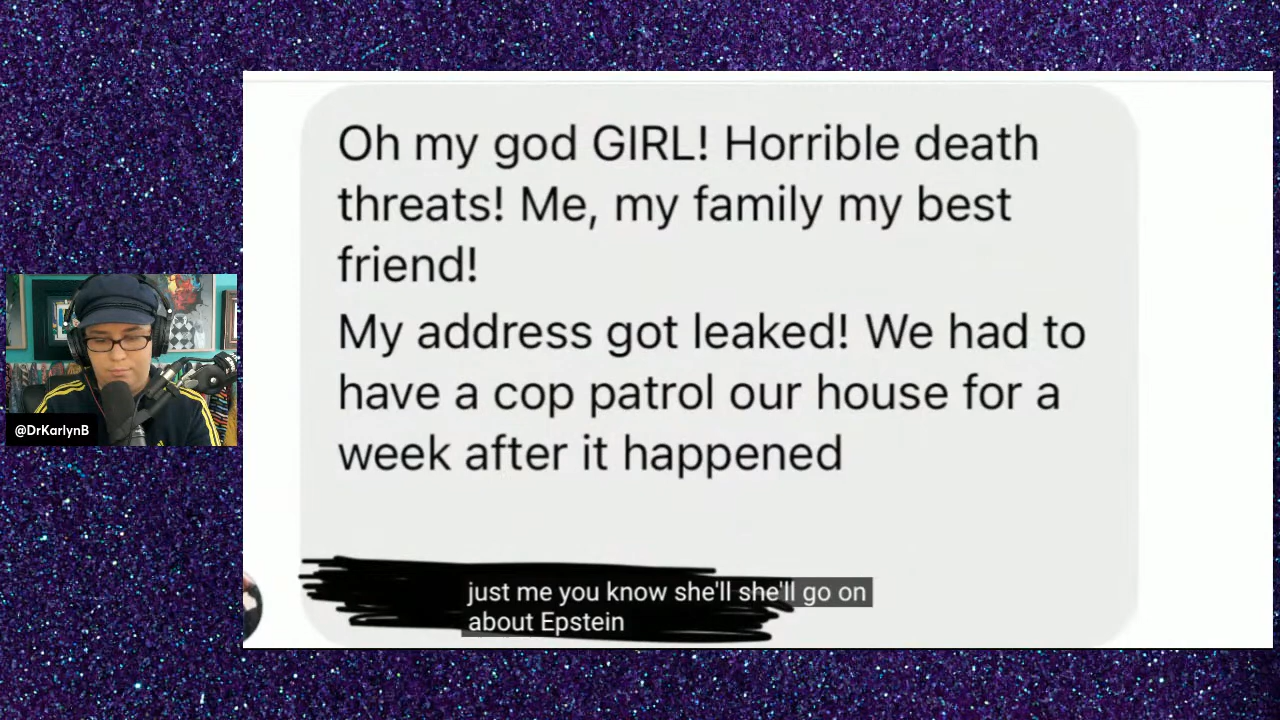 Oh my god GIRL! Horrible death
threats! Me, my family my best
friend!
My address got leaked! We had to
have a cop patrol our house for a
week after it happened
@DrKarlynB
just me you know she'll she'll go on
about Epstein